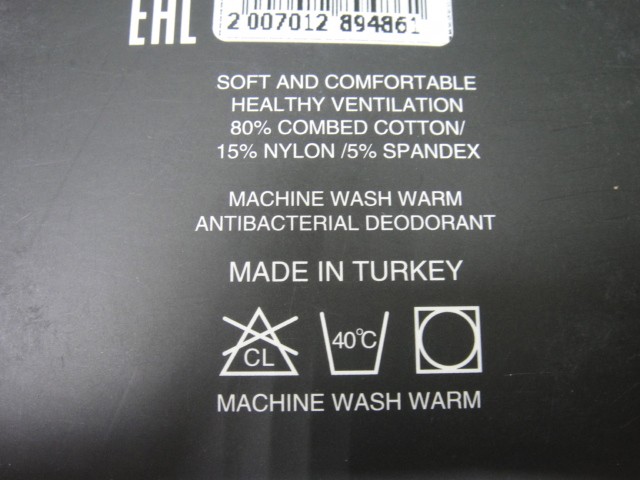 EAC
2 007012 894861
SOFT AND COMFORTABLE
HEALTHY VENTILATION
80% COMBED COTTON/
15% NYLON /5% SPANDEX
MACHINE WASH WARM
ANTIBACTERIAL DEODORANT
MADE IN TURKEY
CL
40°C
MACHINE WASH WARM